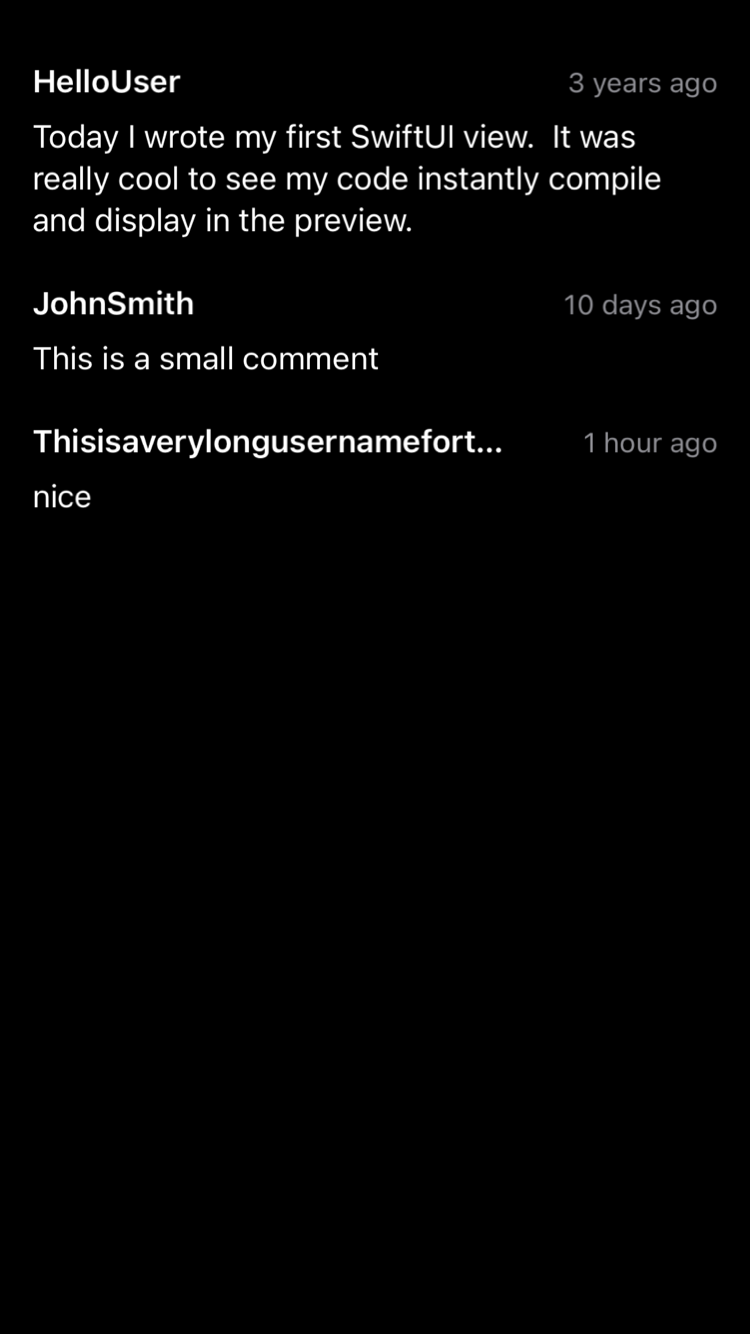 HelloUser 3 years ago
Today I wrote my first SwiftUI view.  It was
really cool to see my code instantly compile
and display in the preview.
JohnSmith 10 days ago
This is a small comment
Thisisaverylongusernamefort... 1 hour ago
nice